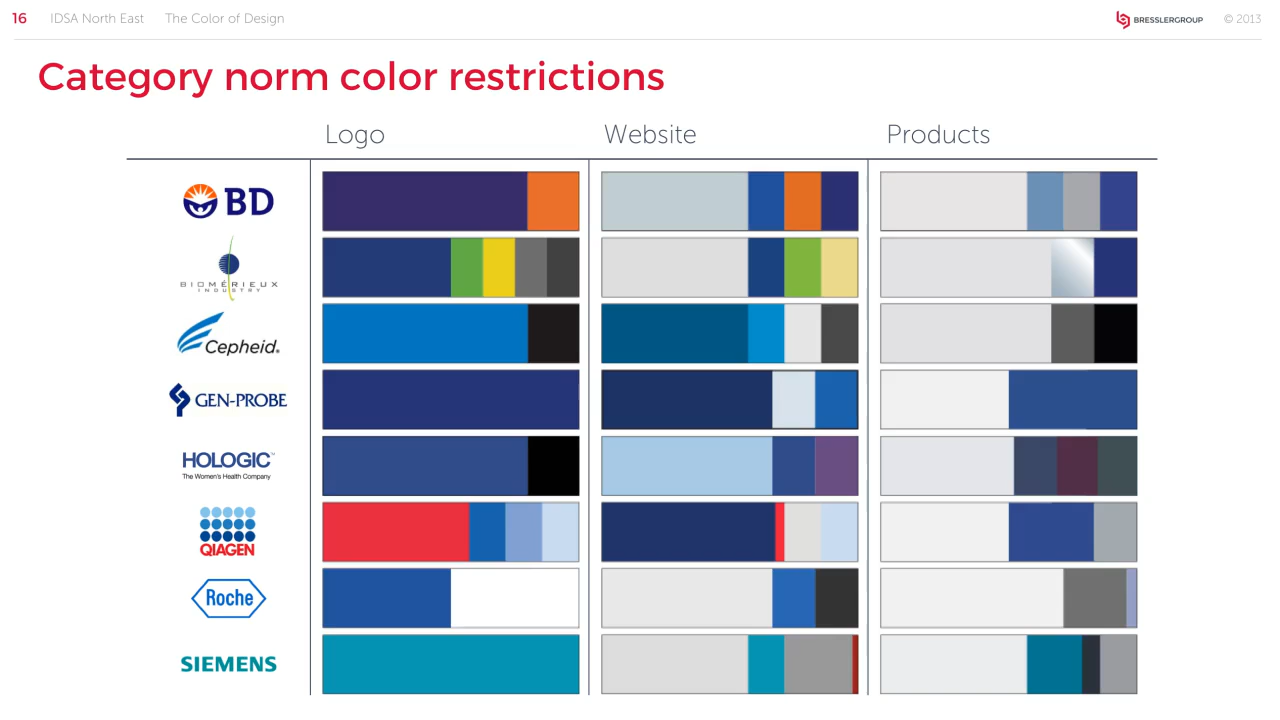 16 IDSA North East The Color of Design BRESSLERGROUP © 2013
Category norm color restrictions
Logo Website Products
BD
BIOMÉRIEUX
INDUSTRY
Cepheid.
GEN-PROBE
HOLOGIC™
The Women's Health Company
QIAGEN
Roche
SIEMENS